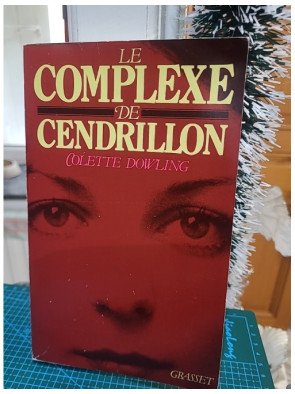 LE
COMPLEXE
DE
CENDRILLON
COLETTE DOWLING
GRASSET